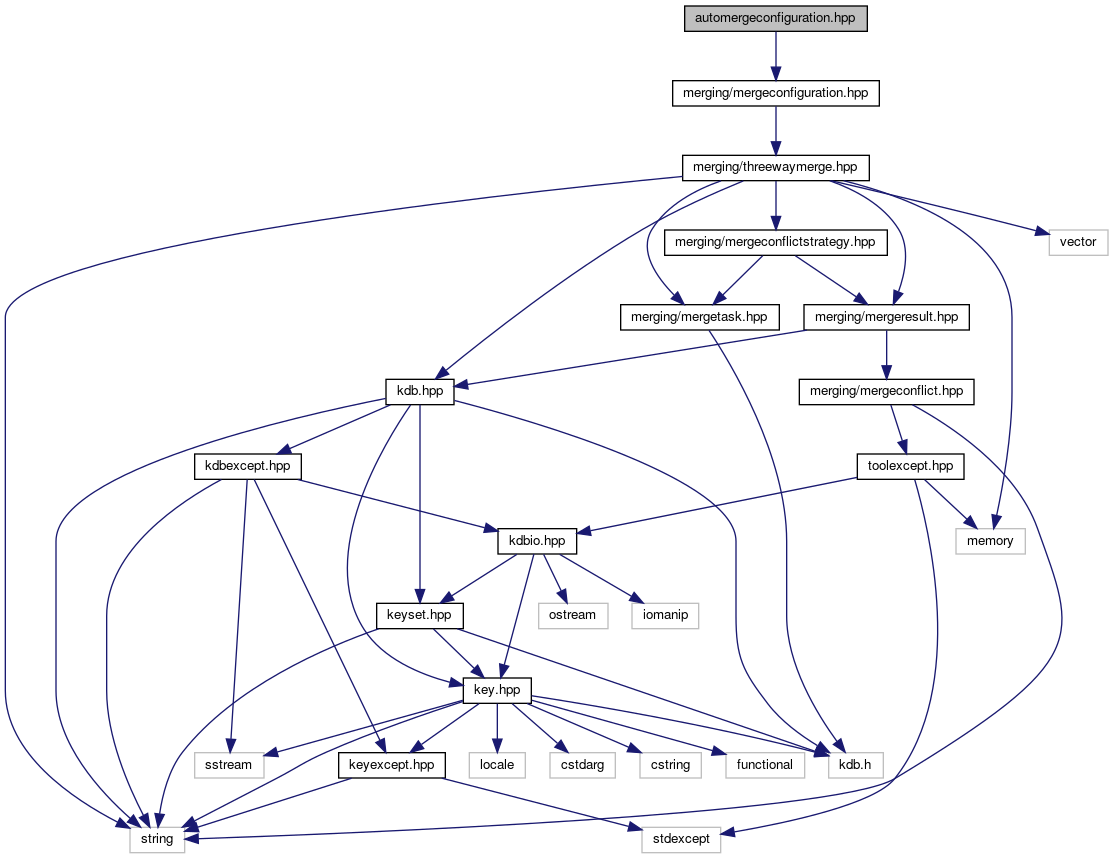 automergeconfiguration.hpp
merging/mergeconfiguration.hpp
merging/threewaymerge.hpp
merging/mergeconflictstrategy.hpp
vector
merging/mergetask.hpp
merging/mergeresult.hpp
kdb.hpp
merging/mergeconflict.hpp
kdbexcept.hpp
toolexcept.hpp
kdbio.hpp
memory
keyset.hpp
ostream
iomanip
key.hpp
sstream
keyexcept.hpp
locale
cstdarg
cstring
functional
kdb.h
string
stdexcept